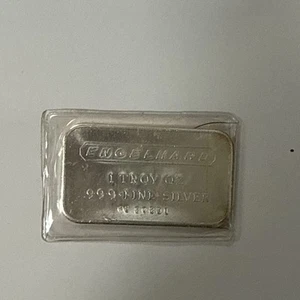 ENGELHARD
1 TROY OZ
.999+ FINE SILVER